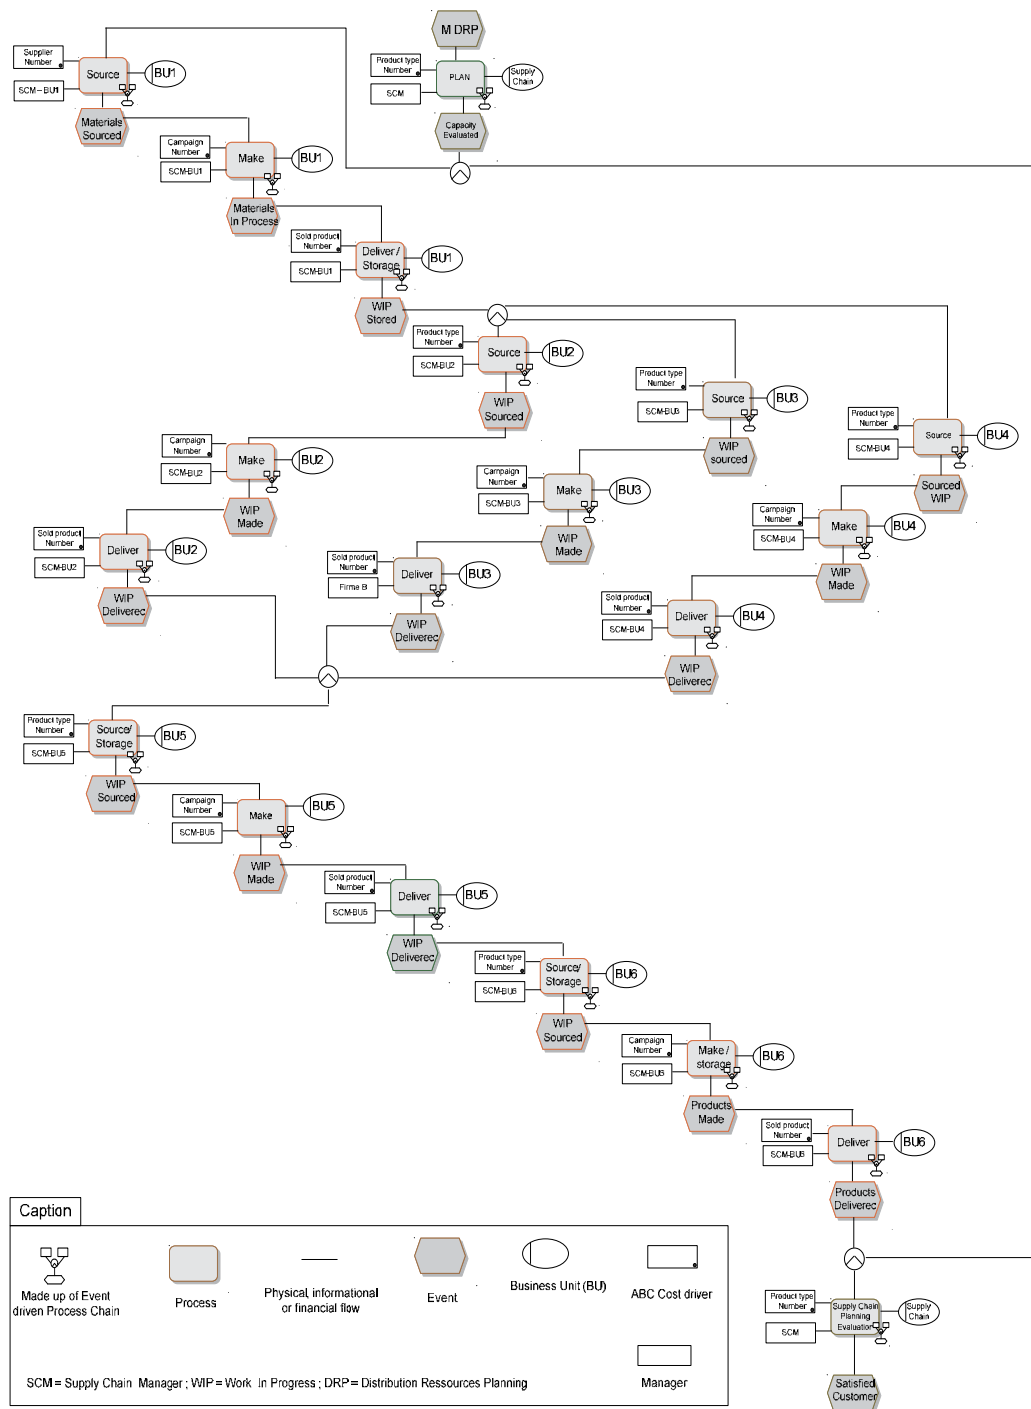 M DRP
Supplier
Number
Source
BU1
SCM-BU1
Materials
Sourced
Product type
Number
PLAN
Supply
Chain
SCM
Capacity
Evaluated
Campaign
Number
Make
BU1
SCM-BU1
Materials
In Process
Sold product
Number
Deliver /
Storage
BU1
SCM-BU1
WIP
Stored
Product type
Number
Source
BU2
SCM-BU2
WIP
Sourced
Product type
Number
Source
BU3
SCM-BU3
WIP
sourced
Product type
Number
Source
BU4
SCM-BU4
Sourced
WIP
Campaign
Number
Make
BU2
SCM-BU2
WIP
Made
Campaign
Number
Make
BU3
SCM-BU3
WIP
Made
Campaign
Number
Make
BU4
SCM-BU4
WIP
Made
Sold product
Number
Deliver
BU2
SCM-BU2
WIP
Deliverec
Sold product
Number
Deliver
BU3
Firme B
WIP
Deliverec
Sold product
Number
Deliver
BU4
SCM-BU4
WIP
Deliverec
Product type
Number
Source/
Storage
BU5
SCM-BU5
WIP
Sourced
Campaign
Number
Make
BU5
SCM-BU5
WIP
Made
Sold product
Number
Deliver
BU5
SCM-BU5
WIP
Deliverec
Product type
Number
Source/
Storage
BU6
SCM-BU6
WIP
Sourced
Campaign
Number
Make /
storage
BU6
SCM-BU5
Products
Made
Sold product
Number
Deliver
BU6
SCM-BU6
Products
Deliverec
Product type
Number
Supply Chain
Planning
Evaluation
Supply
Chain
SCM
Satisfied
Customer
Caption
Made up of Event
driven Process Chain
Process
Physical, informational
or financial flow
Event
Business Unit (BU)
ABC Cost driver
Manager
SCM = Supply Chain Manager ; WIP = Work In Progress ; DRP = Distribution Ressources Planning